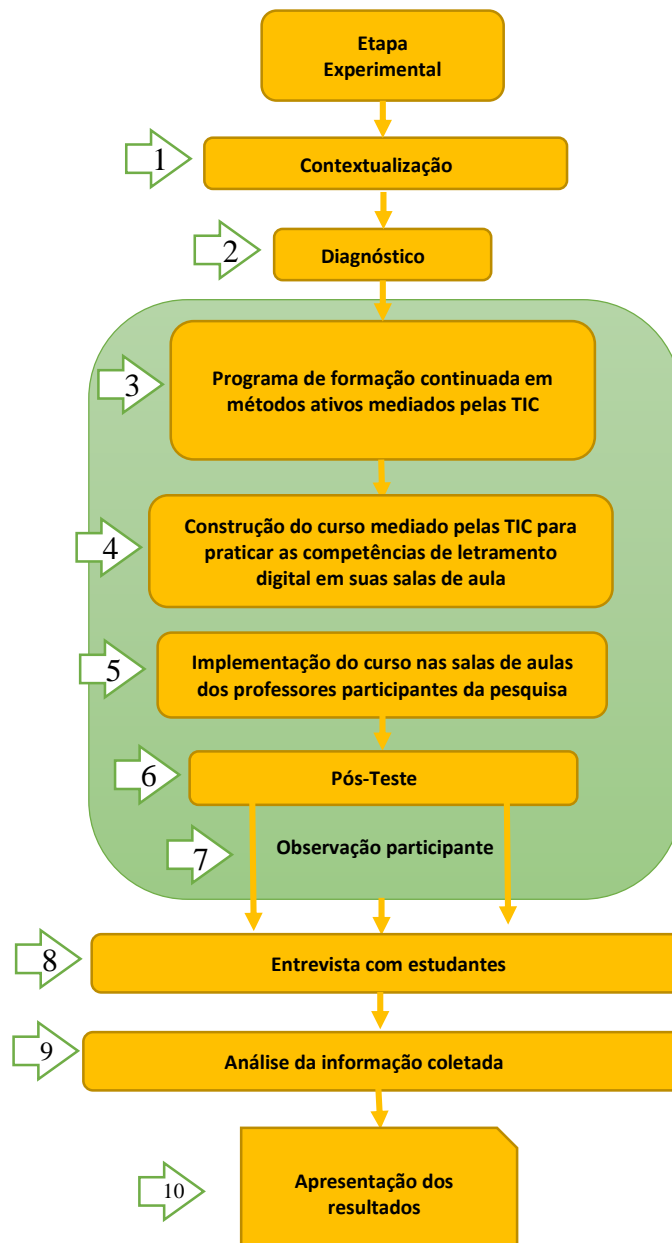 Etapa
Experimental
1
Contextualização
2
Diagnóstico
3
Programa de formação continuada em
métodos ativos mediados pelas TIC
4
Construção do curso mediado pelas TIC para
praticar as competências de letramento
digital em suas salas de aula
5
Implementação do curso nas salas de aulas
dos professores participantes da pesquisa
6
Pós-Teste
7
Observação participante
8
Entrevista com estudantes
9
Análise da informação coletada
10
Apresentação dos
resultados